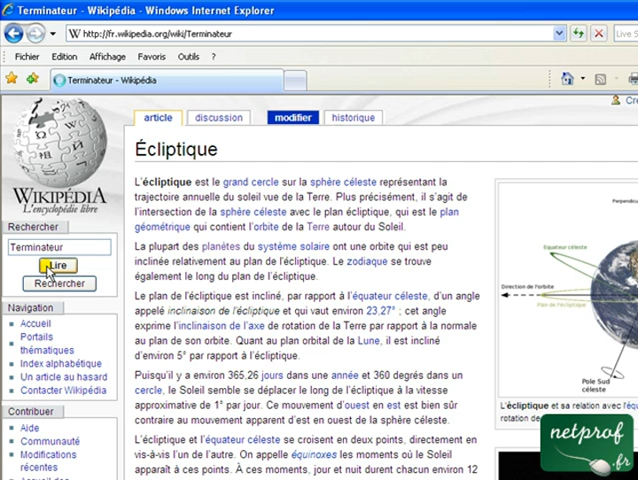 Terminateur - Wikipédia - Windows Internet Explorer
http://fr.wikipedia.org/wiki/Terminateur
Live S
Fichier Edition Affichage Favoris Outils ?
Terminateur - Wikipédia
article discussion modifier historique
Écliptique
WIKIPÉDIA
L'encyclopédie libre
Rechercher
Terminateur
Lire
Rechercher
Navigation
Accueil
Portails
thématiques
Index alphabétique
Un article au hasard
Contacter Wikipédia
Contribuer
Aide
Communauté
Modifications
récentes
L'écliptique est le grand cercle sur la sphère céleste représentant la
trajectoire annuelle du soleil vue de la Terre. Plus précisément, il s'agit de
l'intersection de la sphère céleste avec le plan écliptique, qui est le plan
géométrique qui contient l'orbite de la Terre autour du Soleil.
La plupart des planètes du système solaire ont une orbite qui est peu
inclinée relativement au plan de l'écliptique. Le zodiaque se trouve
également le long du plan de l'écliptique.
Le plan de l'écliptique est incliné, par rapport à l'équateur céleste, d'un angle
appelé inclinaison de l'écliptique et qui vaut environ 23,27° ; cet angle
exprime l'inclinaison de l'axe de rotation de la Terre par rapport à la normale
au plan de son orbite. Quant au plan orbital de la Lune, il est incliné
d'environ 5° par rapport à l'écliptique.
Puisqu'il y a environ 365,26 jours dans une année et 360 degrés dans un
cercle, le Soleil semble se déplacer le long de l'écliptique à la vitesse
approximative de 1° par jour. Ce mouvement d'ouest en est est bien sûr
contraire au mouvement apparent d'est en ouest de la sphère céleste.
L'écliptique et l'équateur céleste se croisent en deux points, directement en
vis-à-vis l'un de l'autre. On appelle équinoxes les moments où le Soleil
apparaît à ces points. À ces moments, jour et nuit durent chacun environ 12
Perpendicu
Equateur céleste
Direction de l'orbite
Plan de l'écliptique
Pole Sud
céleste
L'écliptique et sa relation avec l'équ
rotation de
netprof
.fr